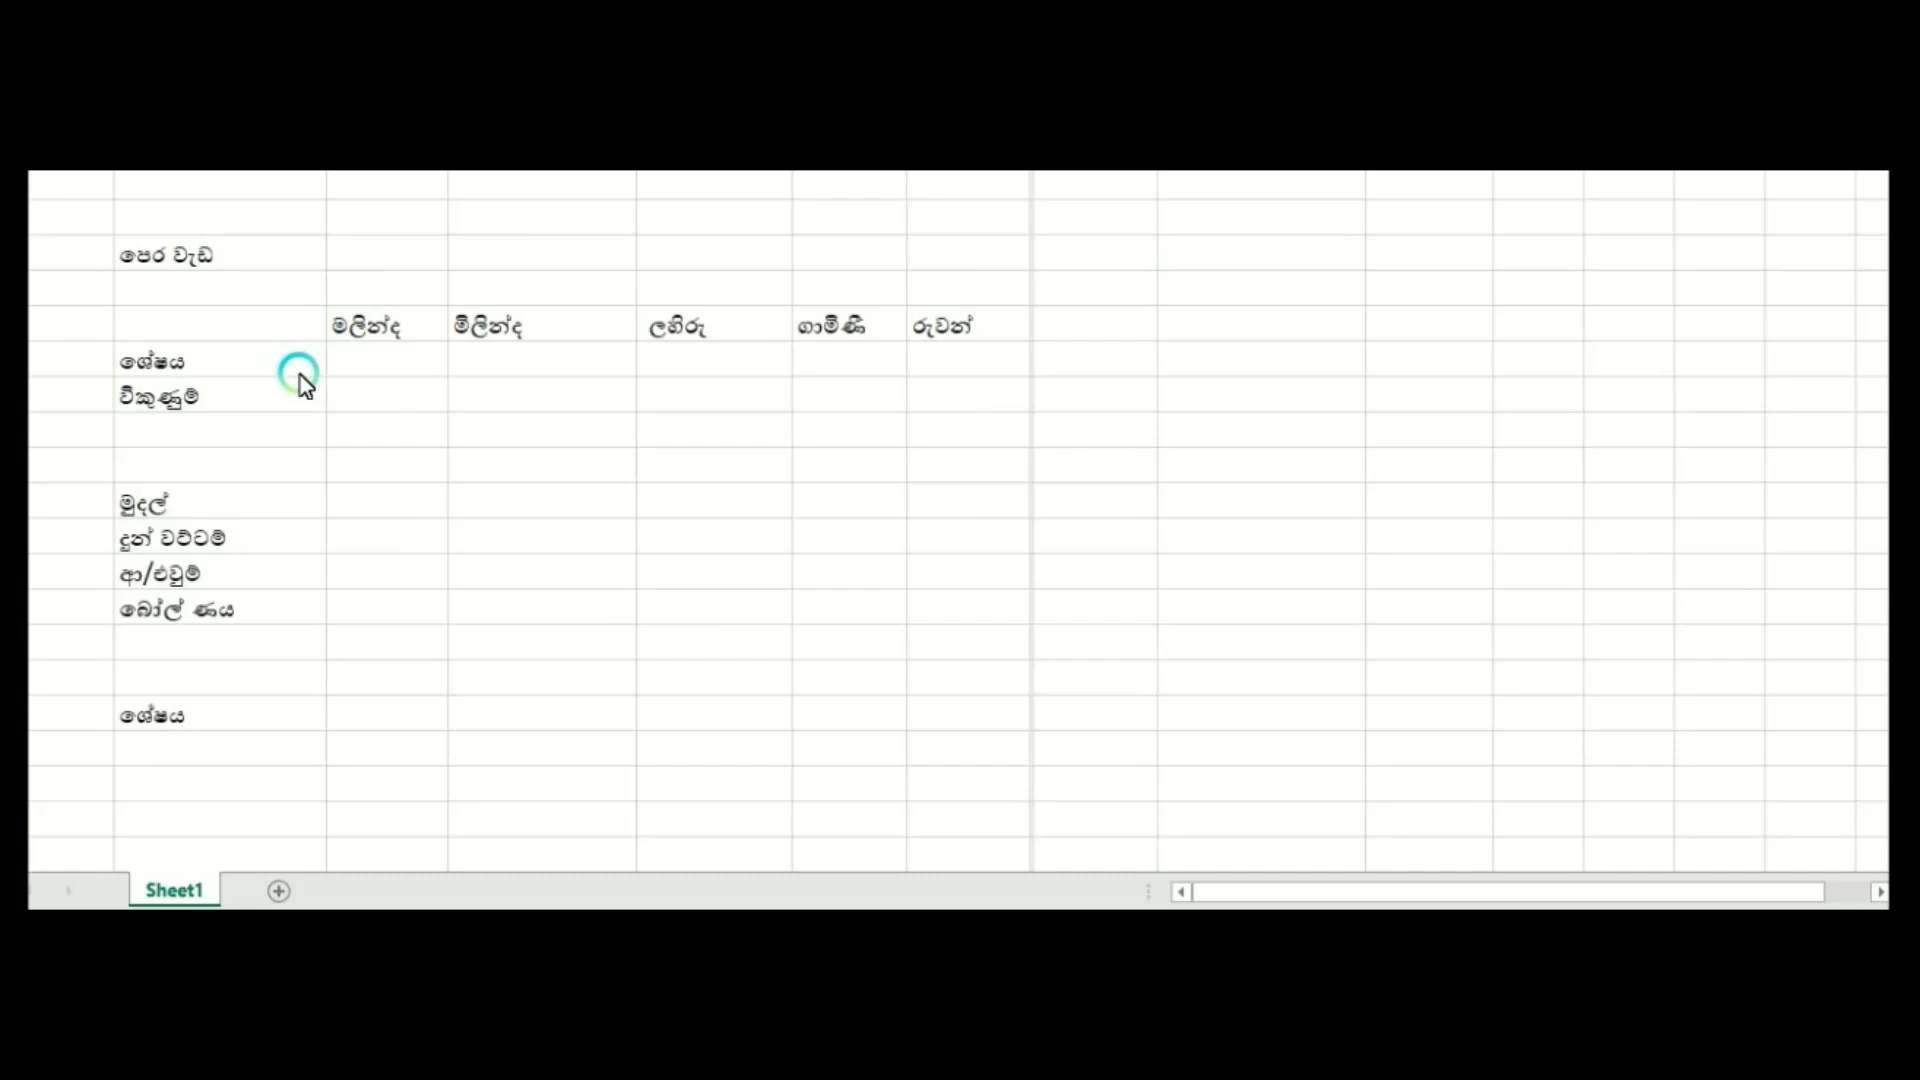 පෙර වැඩ
මලින්ද මිලින්ද ලහිරු ගාමිණී රුවන්
ශේෂය
විකුණුම්
මුදල්
දුන් වට්ටම්
ආ/එවුම්
බෝල් ණය
ශේෂය
Sheet1